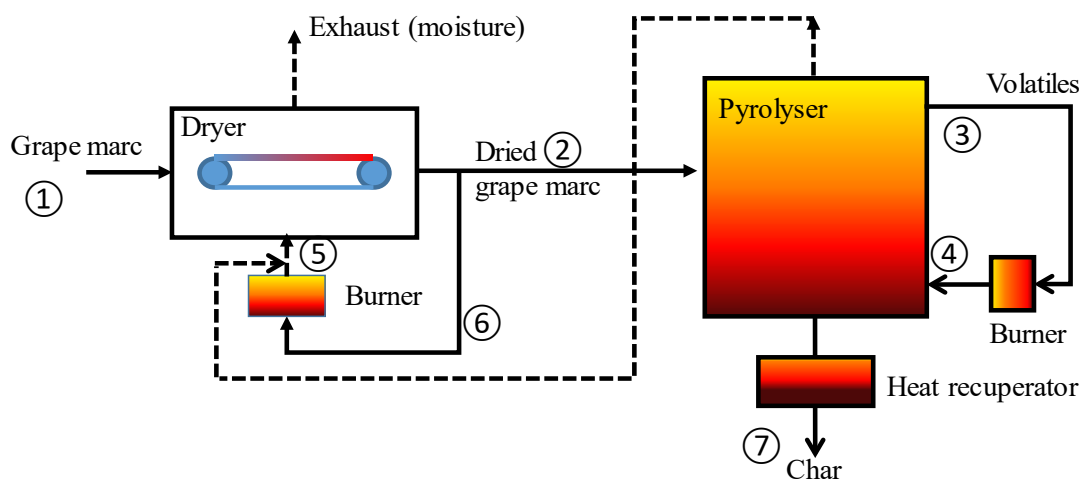 Exhaust (moisture)
Grape marc
①
Dryer
Dried ②
grape marc
Pyrolyser
Volatiles
③
④
Burner
⑤
Burner
⑥
Heat recuperator
⑦
Char